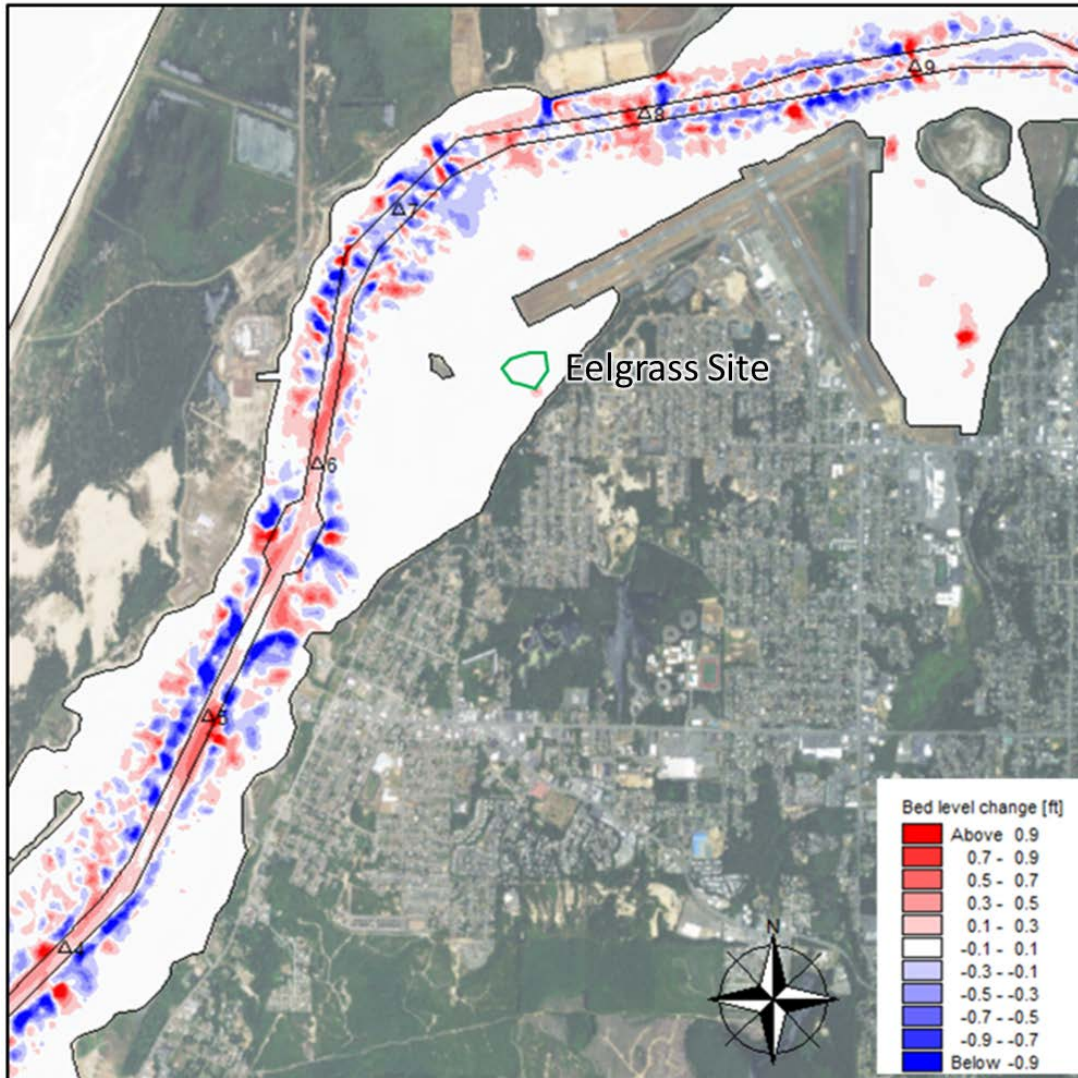 9
8
7
Eelgrass Site
6
5
4
Bed level change [ft]
Above 0.9
0.7 - 0.9
0.5 - 0.7
0.3 - 0.5
0.1 - 0.3
-0.1 - 0.1
-0.3 - -0.1
-0.5 - -0.3
-0.7 - -0.5
-0.9 - -0.7
Below -0.9
N